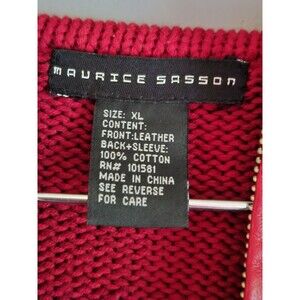 MAURICE SASSON
SIZE: XL
CONTENT:
FRONT:LEATHER
BACK+SLEEVE:
100% COTTON
RN# 101581
MADE IN CHINA
SEE REVERSE
FOR CARE